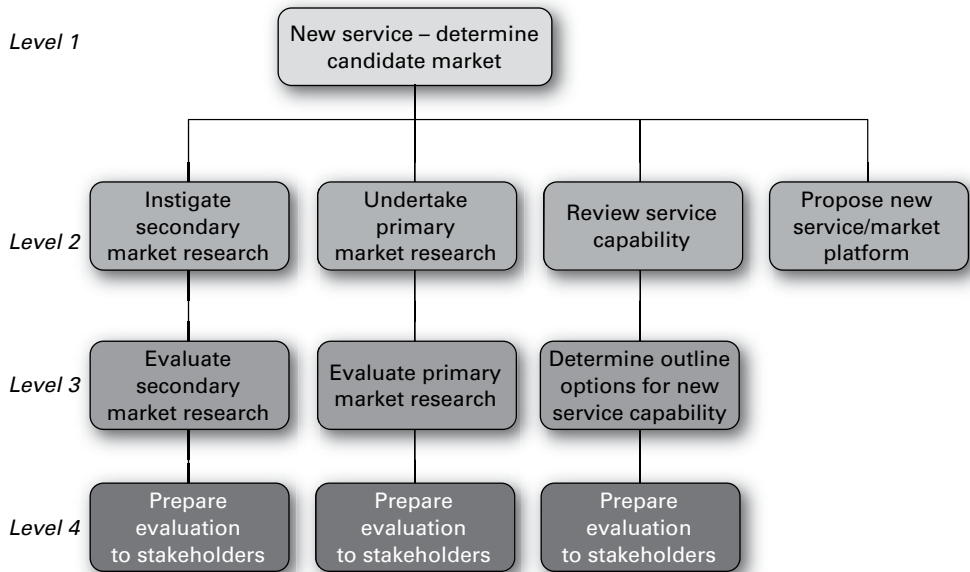 Level 1
New service – determine
candidate market
Level 2
Instigate
secondary
market research
Undertake
primary
market research
Review service
capability
Propose new
service/market
platform
Level 3
Evaluate
secondary
market research
Evaluate primary
market research
Determine outline
options for new
service capability
Level 4
Prepare
evaluation
to stakeholders
Prepare
evaluation
to stakeholders
Prepare
evaluation
to stakeholders